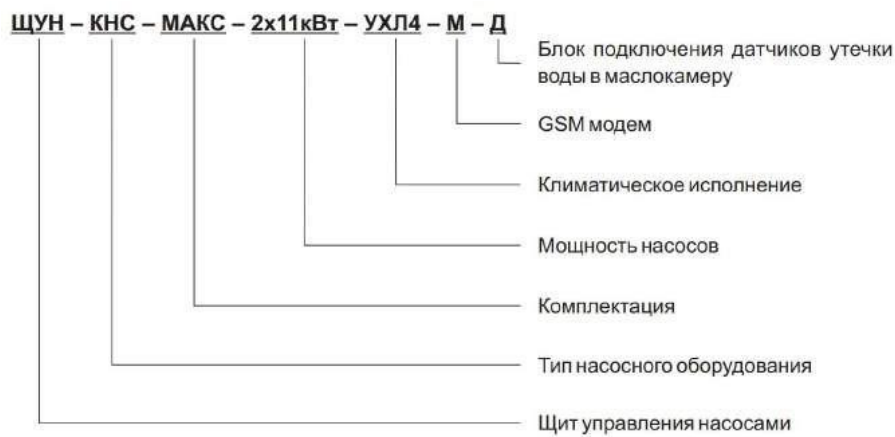 ЩУН – КНС – МАКС – 2х11кВт – УХЛ4 – М – Д
Блок подключения датчиков утечки
воды в маслокамеру
GSM модем
Климатическое исполнение
Мощность насосов
Комплектация
Тип насосного оборудования
Щит управления насосами